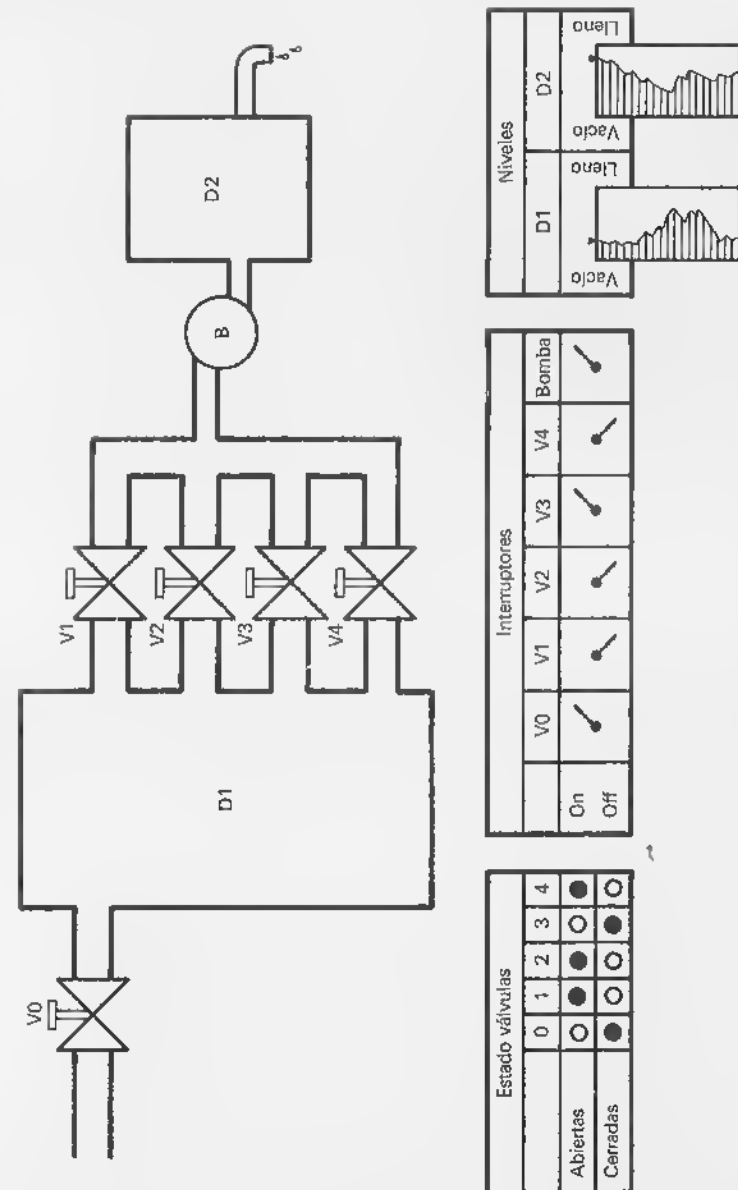 V0
D1
V1
V2
V3
V4
B
D2
Estado válvulas
0 1 2 3 4
Abiertas
Cerradas
Interruptores
V0 V1 V2 V3 V4 Bomba
On
Off
Niveles
D1 D2
Vacío Lleno Vacío Lleno